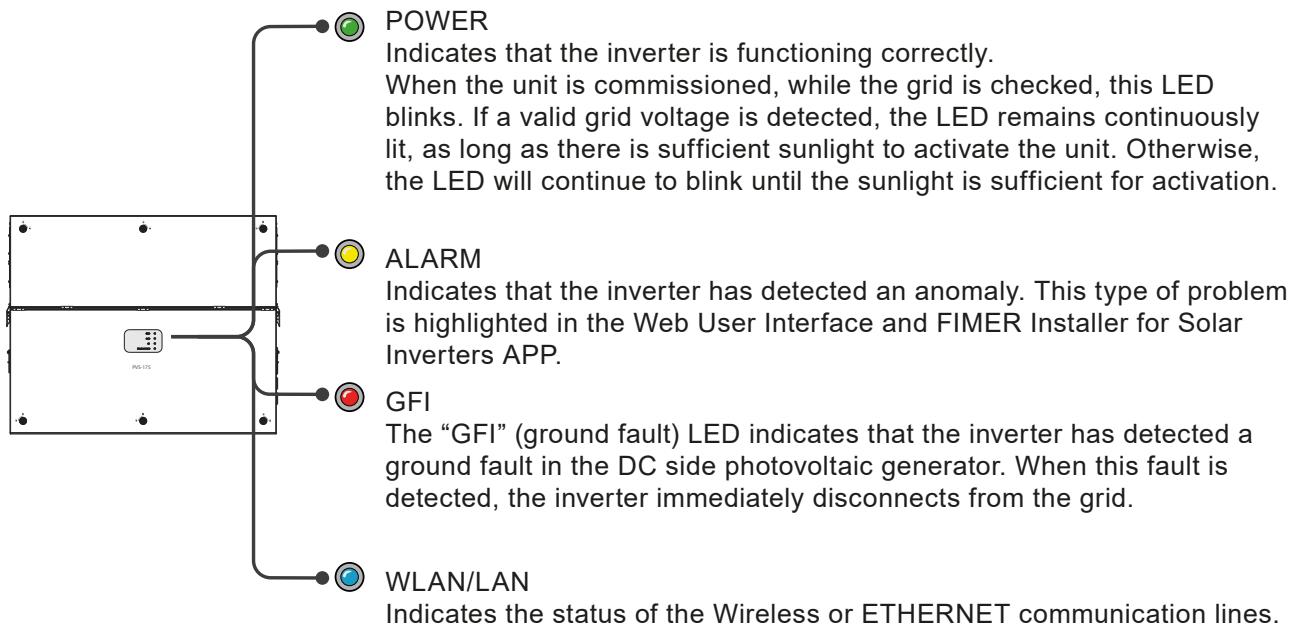 POWER
Indicates that the inverter is functioning correctly.
When the unit is commissioned, while the grid is checked, this LED
blinks. If a valid grid voltage is detected, the LED remains continuously
lit, as long as there is sufficient sunlight to activate the unit. Otherwise,
the LED will continue to blink until the sunlight is sufficient for activation.
ALARM
Indicates that the inverter has detected an anomaly. This type of problem
is highlighted in the Web User Interface and FIMER Installer for Solar
Inverters APP.
PVS-175
GFI
The “GFI” (ground fault) LED indicates that the inverter has detected a
ground fault in the DC side photovoltaic generator. When this fault is
detected, the inverter immediately disconnects from the grid.
WLAN/LAN
Indicates the status of the Wireless or ETHERNET communication lines.